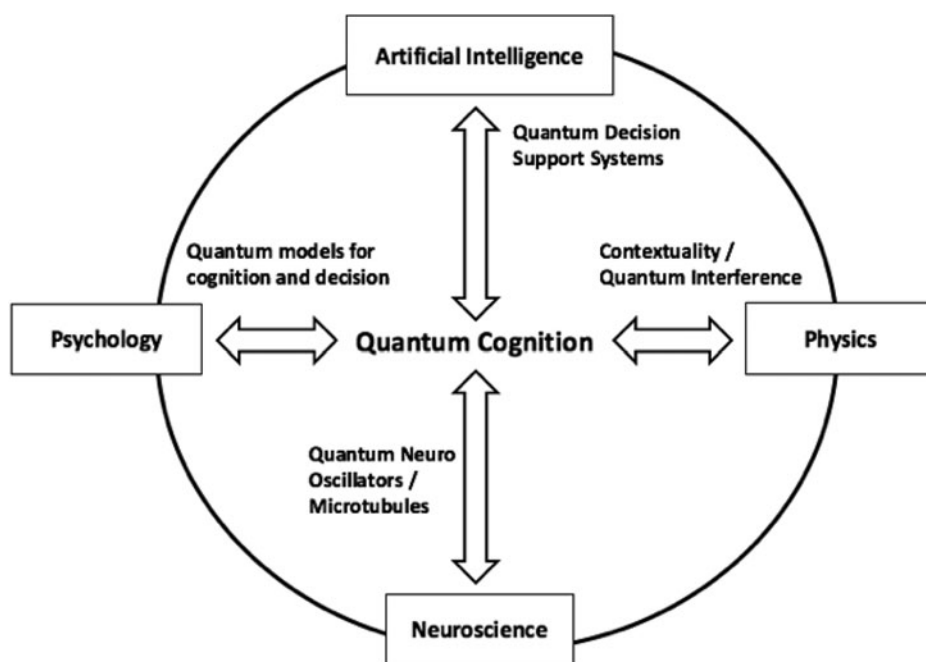 Artificial Intelligence
Quantum Decision
Support Systems
Quantum models for
cognition and decision
Contextuality /
Quantum Interference
Psychology
Quantum Cognition
Physics
Quantum Neuro
Oscillators /
Microtubules
Neuroscience